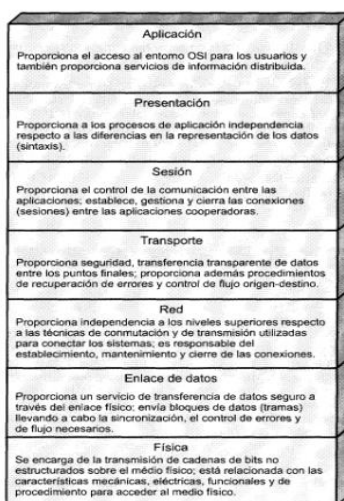 Aplicación
Proporciona el acceso al entorno OSI para los usuarios y
también proporciona servicios de información distribuida.
Presentación
Proporciona a los procesos de aplicación independencia
respecto a las diferencias en la representación de los datos
(sintaxis).
Sesión
Proporciona el control de la comunicación entre las
aplicaciones; establece, gestiona y cierra las conexiones
(sesiones) entre las aplicaciones cooperadoras.
Transporte
Proporciona seguridad, transferencia transparente de datos
entre los puntos finales; proporciona además procedimientos
de recuperación de errores y control de flujo origen-destino.
Red
Proporciona independencia a los niveles superiores respecto
a las técnicas de conmutación y de transmisión utilizadas
para conectar los sistemas; es responsable del
establecimiento, mantenimiento y cierre de las conexiones.
Enlace de datos
Proporciona un servicio de transferencia de datos seguro a
través del enlace físico; envía bloques de datos (tramas)
llevando a cabo la sincronización, el control de errores y
de flujo necesarios.
Física
Se encarga de la transmisión de cadenas de bits no
estructurados sobre el médio físico; está relacionada con las
características mecánicas, eléctricas, funcionales y de
procedimiento para acceder al medio físico.